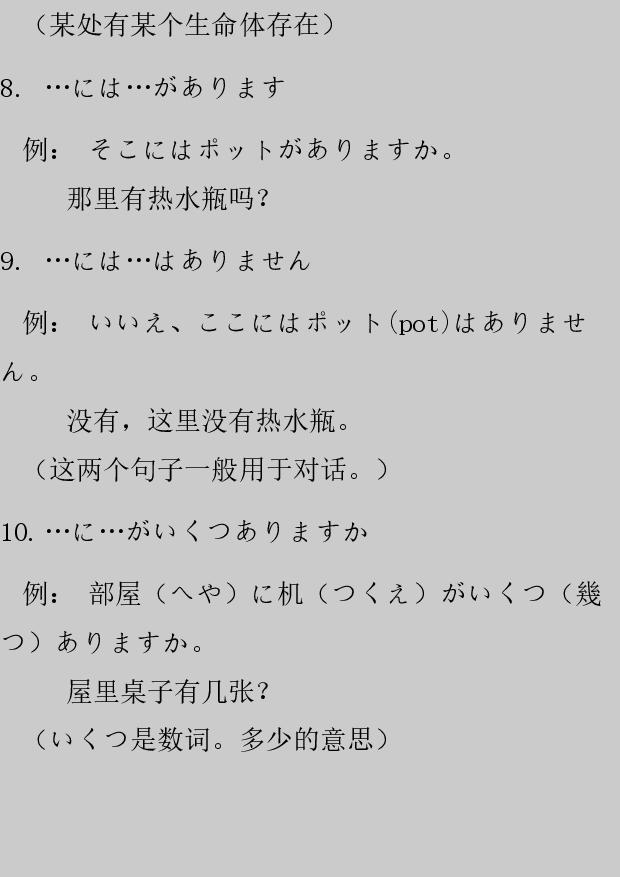 （某处有某个生命体存在）
8. …には…があります
例： そこにはポットがありますか。
那里有热水瓶吗？
9. …には…はありません
例： いいえ、ここにはポット(pot)はありませ
ん。
没有，这里没有热水瓶。
（这两个句子一般用于对话。）
10. …に…がいくつありますか
例： 部屋（へや）に机（つくえ）がいくつ（幾
つ）ありますか。
屋里桌子有几张？
（いくつ是数词。多少的意思）